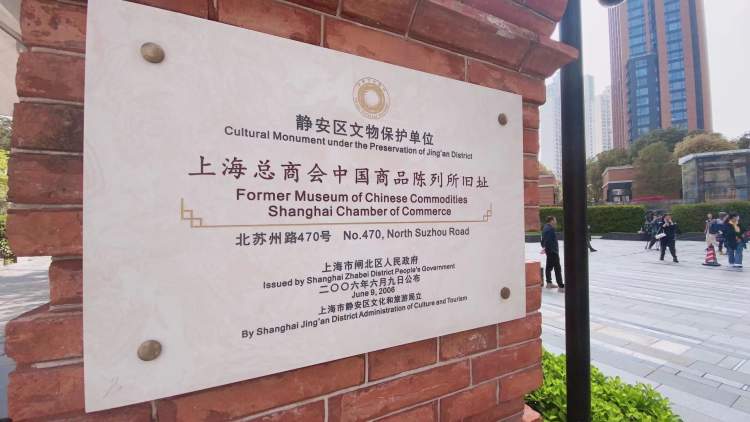 静安区文物保护单位
Cultural Monument under the Preservation of Jing'an District
上海总商会中国商品陈列所旧址
Former Museum of Chinese Commodities
Shanghai Chamber of Commerce
北苏州路470号 No.470, North Suzhou Road
上海市闸北区人民政府
Issued by Shanghai Zhabei District People's Government
二〇〇六年六月九日公布
June 9, 2006
上海市静安区文化和旅游局立
By Shanghai Jing'an District Administration of Culture and Tourism